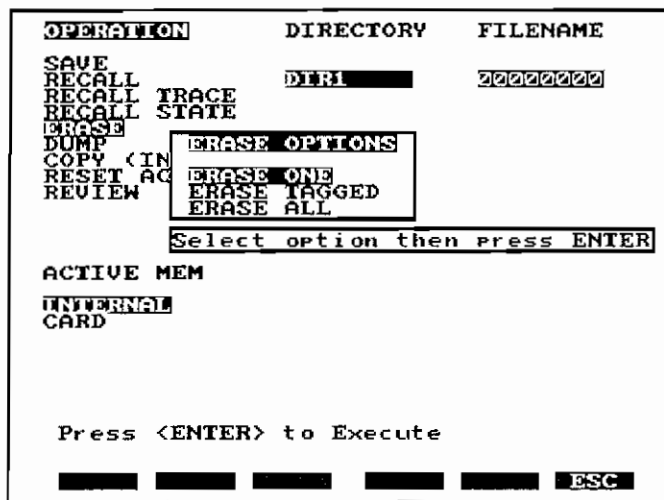 OPERATION DIRECTORY FILENAME
SAVE
RECALL DIR1 00000000
RECALL TRACE
RECALL STATE
ERASE
DUMP ERASE OPTIONS
COPY (IN
RESET AC ERASE ONE
REVIEW ERASE TAGGED
ERASE ALL
Select option then press ENTER
ACTIVE MEM
INTERNAL
CARD
Press <ENTER> to Execute
ESC